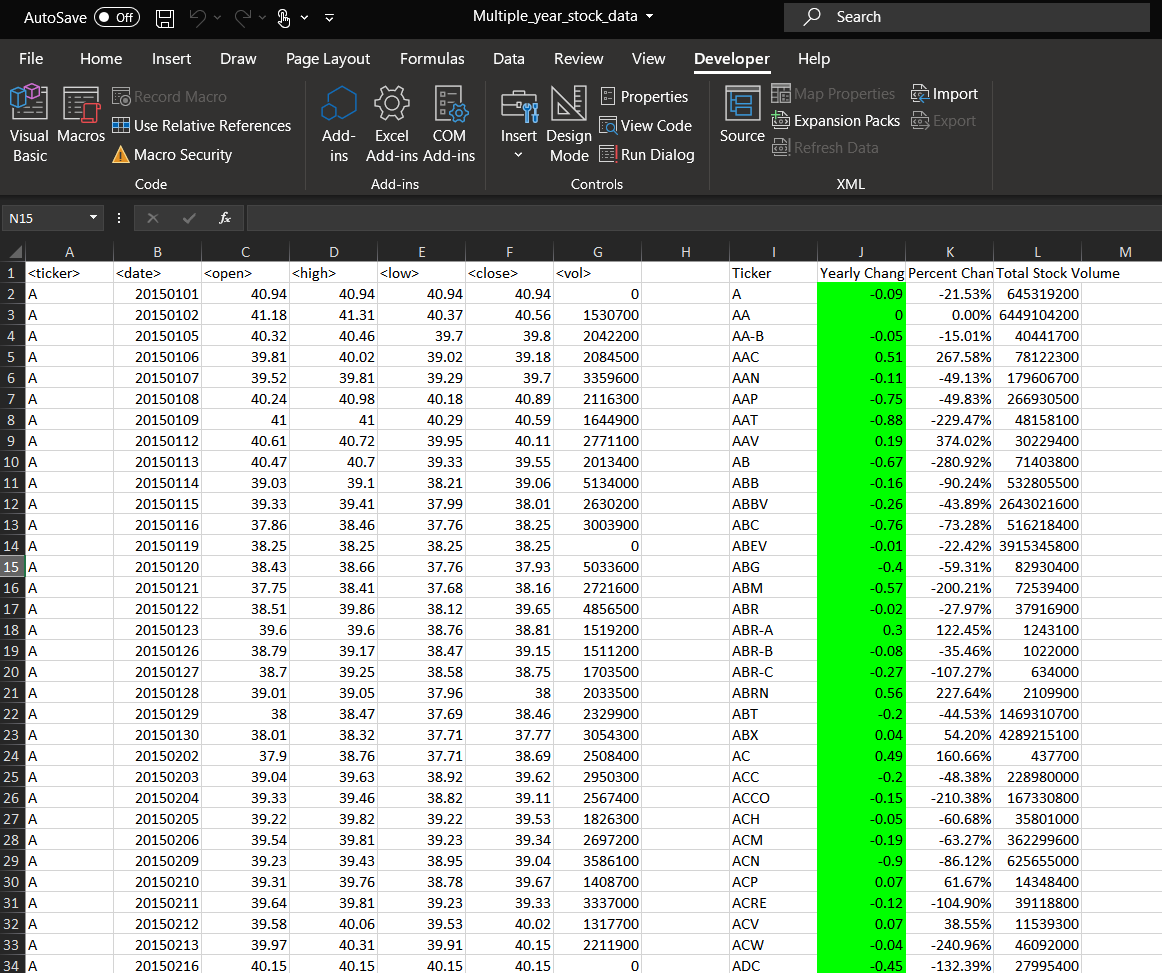 AutoSave Off Multiple_year_stock_data Search
File Home Insert Draw Page Layout Formulas Data Review View Developer Help
Visual Basic Macros Record Macro Use Relative References Macro Security
Add-ins Excel Add-ins COM Add-ins
Insert Design Mode Properties View Code Run Dialog
Source Map Properties Expansion Packs Refresh Data Import Export
Code Add-ins Controls XML
N15 fx
A B C D E F G H I J K L M
1 <ticker> <date> <open> <high> <low> <close> <vol> Ticker Yearly Chang Percent Chan Total Stock Volume
2 A 20150101 40.94 40.94 40.94 40.94 0 A -0.09 -21.53% 645319200
3 A 20150102 41.18 41.31 40.37 40.56 1530700 AA 0 0.00% 6449104200
4 A 20150105 40.32 40.46 39.7 39.8 2042200 AA-B -0.05 -15.01% 40441700
5 A 20150106 39.81 40.02 39.02 39.18 2084500 AAC 0.51 267.58% 78122300
6 A 20150107 39.52 39.81 39.29 39.7 3359600 AAN -0.11 -49.13% 179606700
7 A 20150108 40.24 40.98 40.18 40.89 2116300 AAP -0.75 -49.83% 266930500
8 A 20150109 41 41 40.29 40.59 1644900 AAT -0.88 -229.47% 48158100
9 A 20150112 40.61 40.72 39.95 40.11 2771100 AAV 0.19 374.02% 30229400
10 A 20150113 40.47 40.7 39.33 39.55 2013400 AB -0.67 -280.92% 71403800
11 A 20150114 39.03 39.1 38.21 39.06 5134000 ABB -0.16 -90.24% 532805500
12 A 20150115 39.33 39.41 37.99 38.01 2630200 ABBV -0.26 -43.89% 2643021600
13 A 20150116 37.86 38.46 37.76 38.25 3003900 ABC -0.76 -73.28% 516218400
14 A 20150119 38.25 38.25 38.25 38.25 0 ABEV -0.01 -22.42% 3915345800
15 A 20150120 38.43 38.66 37.76 37.93 5033600 ABG -0.4 -59.31% 82930400
16 A 20150121 37.75 38.41 37.68 38.16 2721600 ABM -0.57 -200.21% 72539400
17 A 20150122 38.51 39.86 38.12 39.65 4856500 ABR -0.02 -27.97% 37916900
18 A 20150123 39.6 39.6 38.76 38.81 1519200 ABR-A 0.3 122.45% 1243100
19 A 20150126 38.79 39.17 38.47 39.15 1511200 ABR-B -0.08 -35.46% 1022000
20 A 20150127 38.7 39.25 38.58 38.75 1703500 ABR-C -0.27 -107.27% 634000
21 A 20150128 39.01 39.05 37.96 38 2033500 ABRN 0.56 227.64% 2109900
22 A 20150129 38 38.47 37.69 38.46 2329900 ABT -0.2 -44.53% 1469310700
23 A 20150130 38.01 38.32 37.71 37.77 3054300 ABX 0.04 54.20% 4289215100
24 A 20150202 37.9 38.76 37.71 38.69 2508400 AC 0.49 160.66% 437700
25 A 20150203 39.04 39.63 38.92 39.62 2950300 ACC -0.2 -48.38% 228980000
26 A 20150204 39.33 39.46 38.82 39.11 2567400 ACCO -0.15 -210.38% 167330800
27 A 20150205 39.22 39.82 39.22 39.53 1826300 ACH -0.05 -60.68% 35801000
28 A 20150206 39.54 39.81 39.23 39.34 2697200 ACM -0.19 -63.27% 362299600
29 A 20150209 39.23 39.43 38.95 39.04 3586100 ACN -0.9 -86.12% 625655000
30 A 20150210 39.31 39.76 38.78 39.67 1408700 ACP 0.07 61.67% 14348400
31 A 20150211 39.64 39.81 39.23 39.33 3337000 ACRE -0.12 -104.90% 39118800
32 A 20150212 39.58 40.06 39.53 40.02 1317700 ACV 0.07 38.55% 11539300
33 A 20150213 39.97 40.31 39.91 40.15 2211900 ACW -0.04 -240.96% 46092000
34 A 20150216 40.15 40.15 40.15 40.15 0 ADC -0.45 -132.39% 27995400